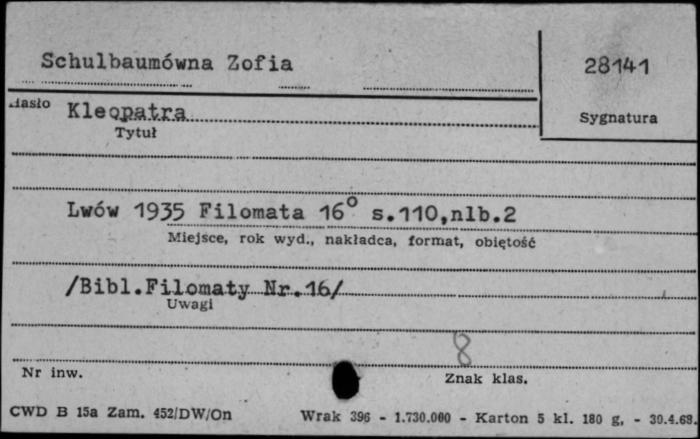 Schulbaumówna Zofia
28141
Hasło
Sygnatura
Kleopatra
Tytuł
Lwów 1935 Filomata 16° s.110,nlb.2
Miejsce, rok wyd., nakładca, format, objętość
/Bibl.Filomaty Nr.16/
Uwagi
8
Nr inw.
Znak klas.
CWD B 15a Zam. 452/DW/On Wrak 396 - 1.730.000 - Karton 5 kl. 180 g, - 30.4.68.